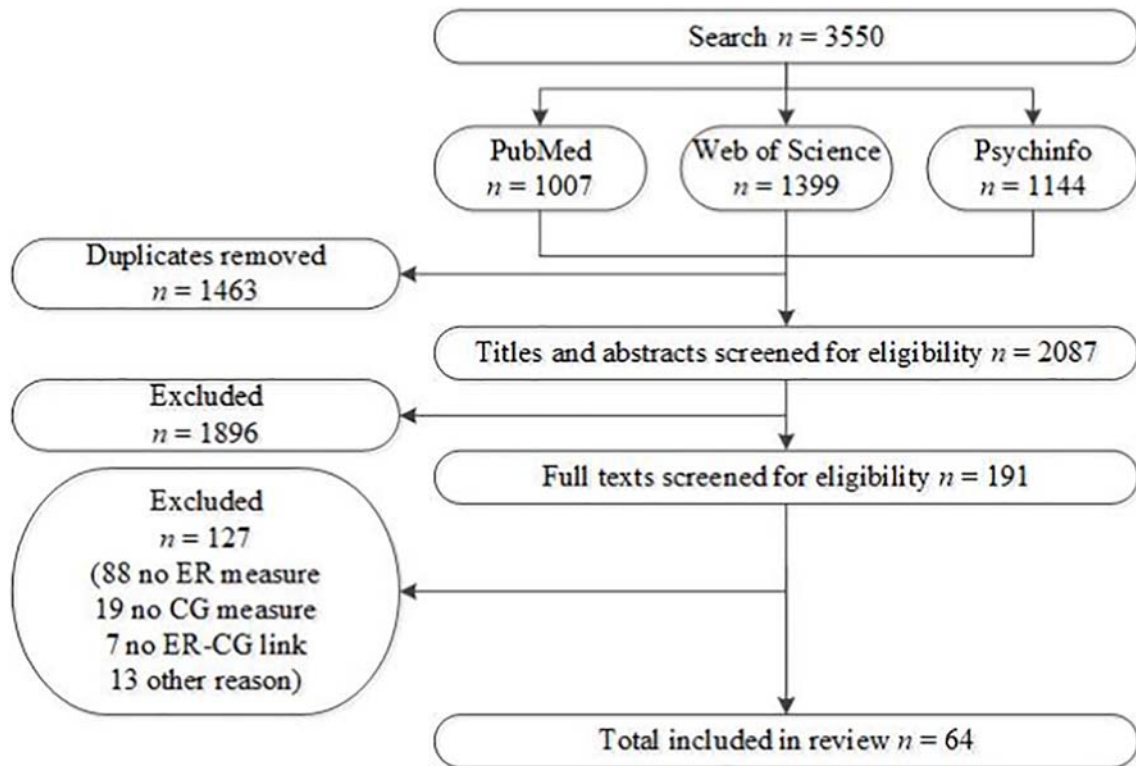 Search n = 3550
PubMed
n = 1007
Web of Science
n = 1399
Psychinfo
n = 1144
Duplicates removed
n = 1463
Titles and abstracts screened for eligibility n = 2087
Excluded
n = 1896
Full texts screened for eligibility n = 191
Excluded
n = 127
(88 no ER measure
19 no CG measure
7 no ER-CG link
13 other reason)
Total included in review n = 64